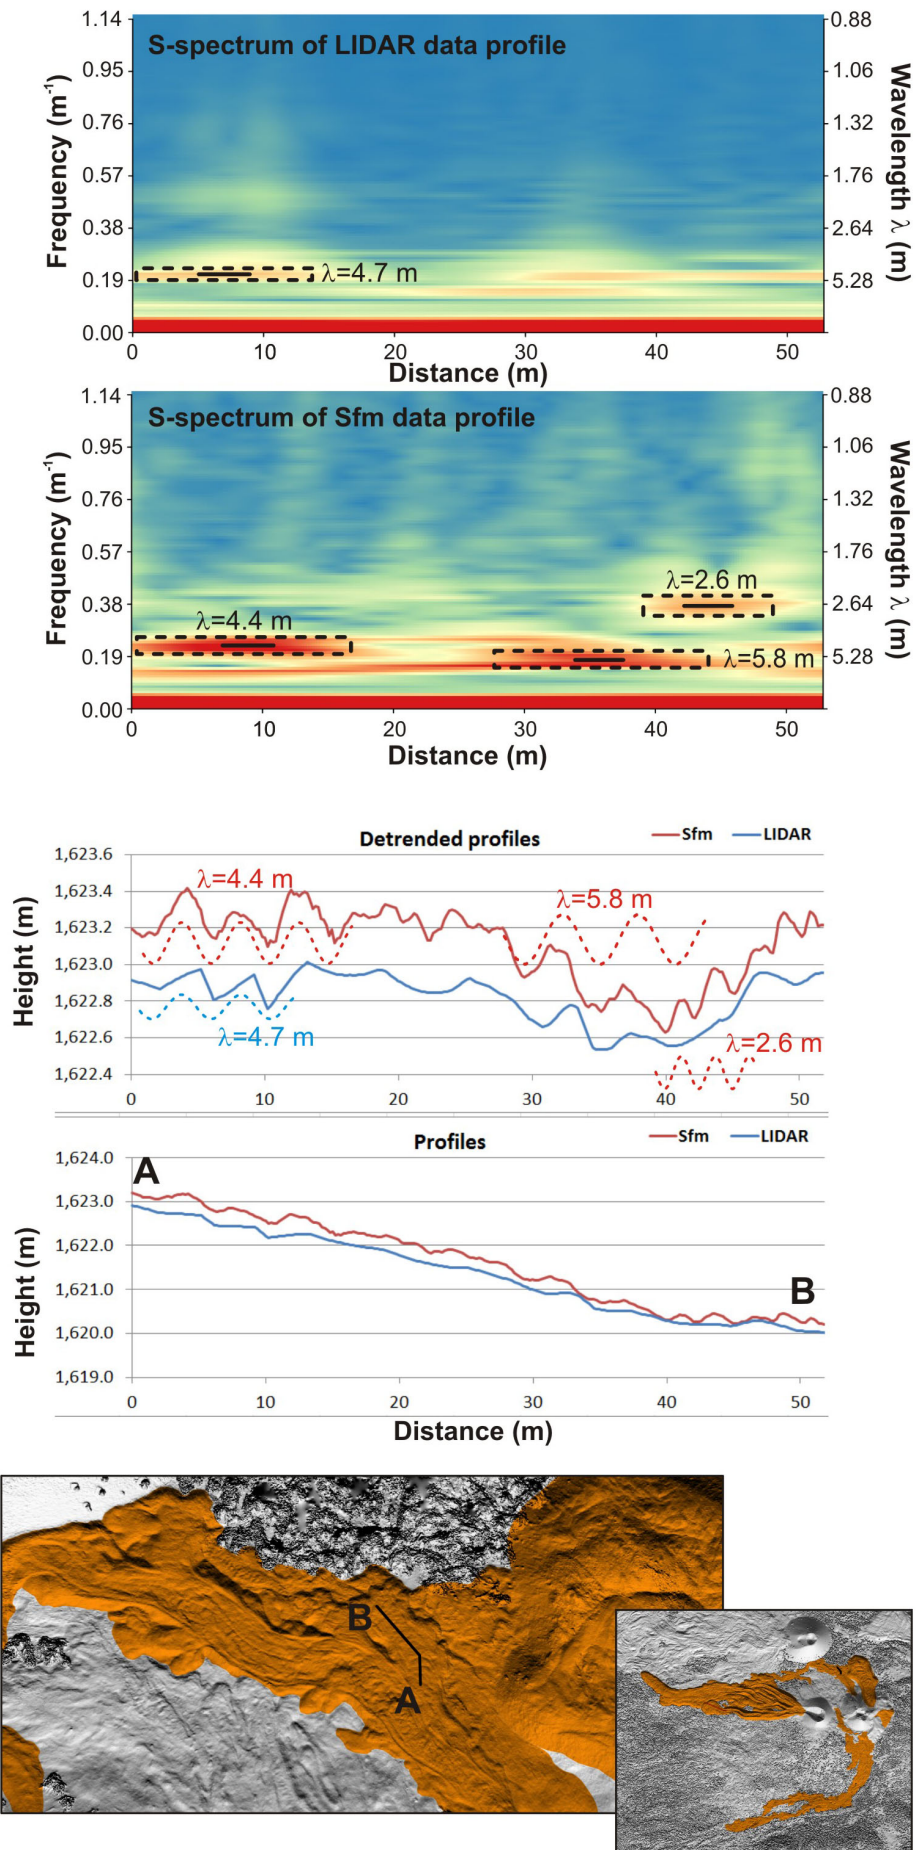 S-spectrum of LIDAR data profile
1.14
0.95
0.76
0.57
0.38
0.19
0.00
Frequency (m⁻¹)
0.88
1.06
1.32
1.76
2.64
5.28
Wavelength λ (m)
λ=4.7 m
0 10 20 30 40 50
Distance (m)
S-spectrum of Sfm data profile
1.14
0.95
0.76
0.57
0.38
0.19
0.00
Frequency (m⁻¹)
0.88
1.06
1.32
1.76
2.64
5.28
Wavelength λ (m)
λ=2.6 m
λ=4.4 m
λ=5.8 m
0 10 20 30 40 50
Distance (m)
Detrended profiles
Sfm LIDAR
1,623.6
1,623.4
1,623.2
1,623.0
1,622.8
1,622.6
1,622.4
Height (m)
λ=4.4 m
λ=5.8 m
λ=4.7 m
λ=2.6 m
0 10 20 30 40 50
Profiles
Sfm LIDAR
1,624.0
1,623.0
1,622.0
1,621.0
1,620.0
1,619.0
Height (m)
A
B
0 10 20 30 40 50
Distance (m)
B
A